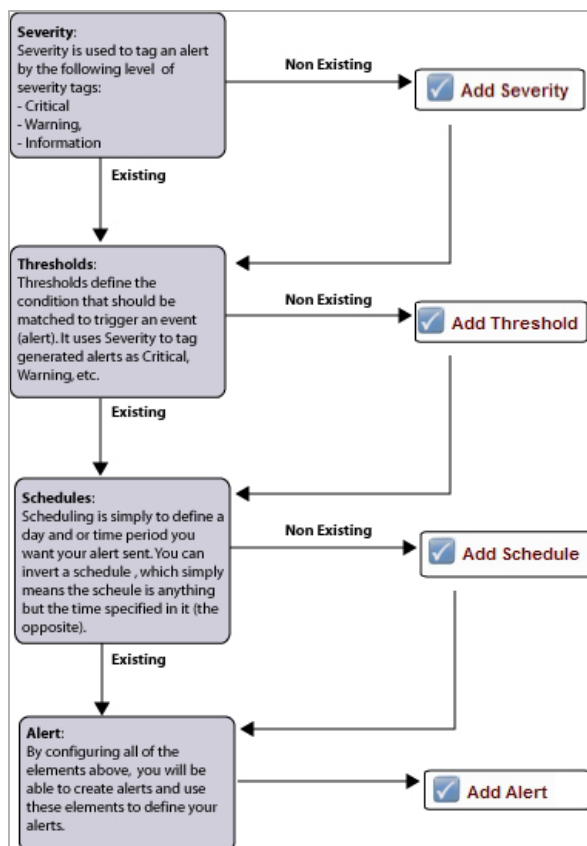 Severity:
Severity is used to tag an alert
by the following level of
severity tags:
- Critical
- Warning,
- Information
Non Existing
Add Severity
Existing
Thresholds:
Thresholds define the
condition that should be
matched to trigger an event
(alert). It uses Severity to tag
generated alerts as Critical,
Warning, etc.
Non Existing
Add Threshold
Existing
Schedules:
Scheduling is simply to define a
day and or time period you
want your alert sent. You can
invert a schedule , which simply
means the scheule is anything
but the time specified in it (the
opposite).
Non Existing
Add Schedule
Existing
Alert:
By configuring all of the
elements above, you will be
able to create alerts and use
these elements to define your
alerts.
Add Alert